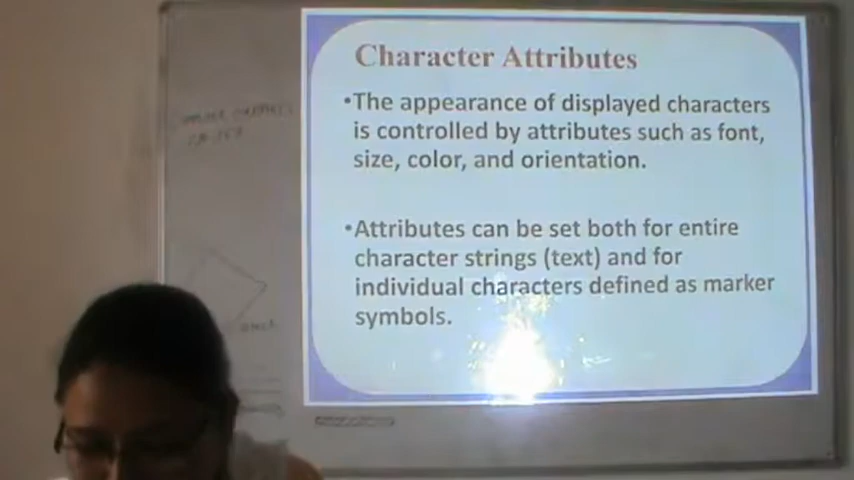 Character Attributes
•The appearance of displayed characters
is controlled by attributes such as font,
size, color, and orientation.
•Attributes can be set both for entire
character strings (text) and for
individual characters defined as marker
symbols.